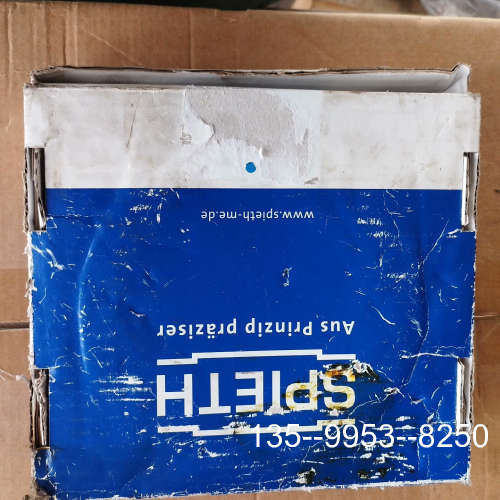 SPIETH
Aus Prinzip präziser
www.spieth-me.de
135--9953--8250